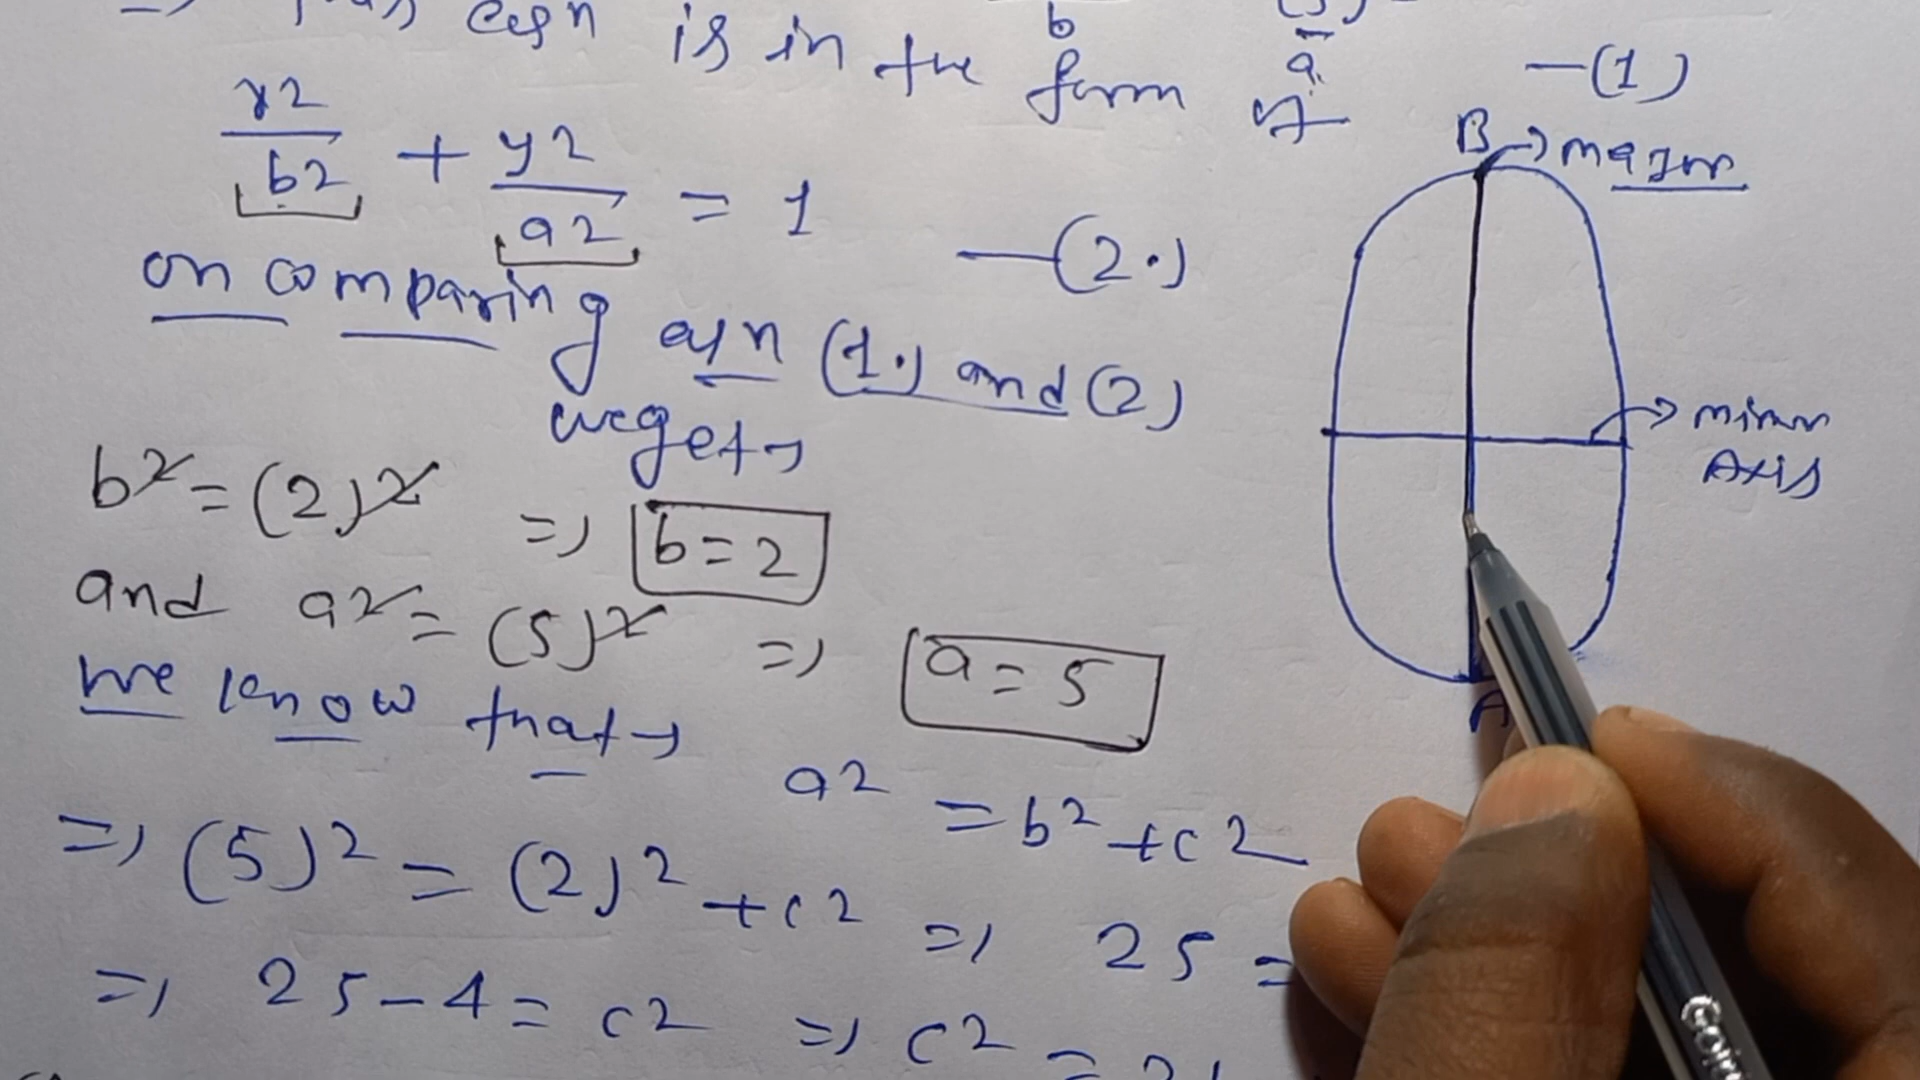 eqn is in the form of
b
a
—(1)
x2/b2 + y2/a2 = 1 —(2.)
B → major
on comparing eqn (1.) and (2)
we get →
minor
Axis
b2 = (2)2 => b=2
and a2 = (5)2 => a=5
we know that →
A
a2 = b2 + c2
=> (5)2 = (2)2 + c2 => 25 =
=> 25-4 = c2 => c2 = 21